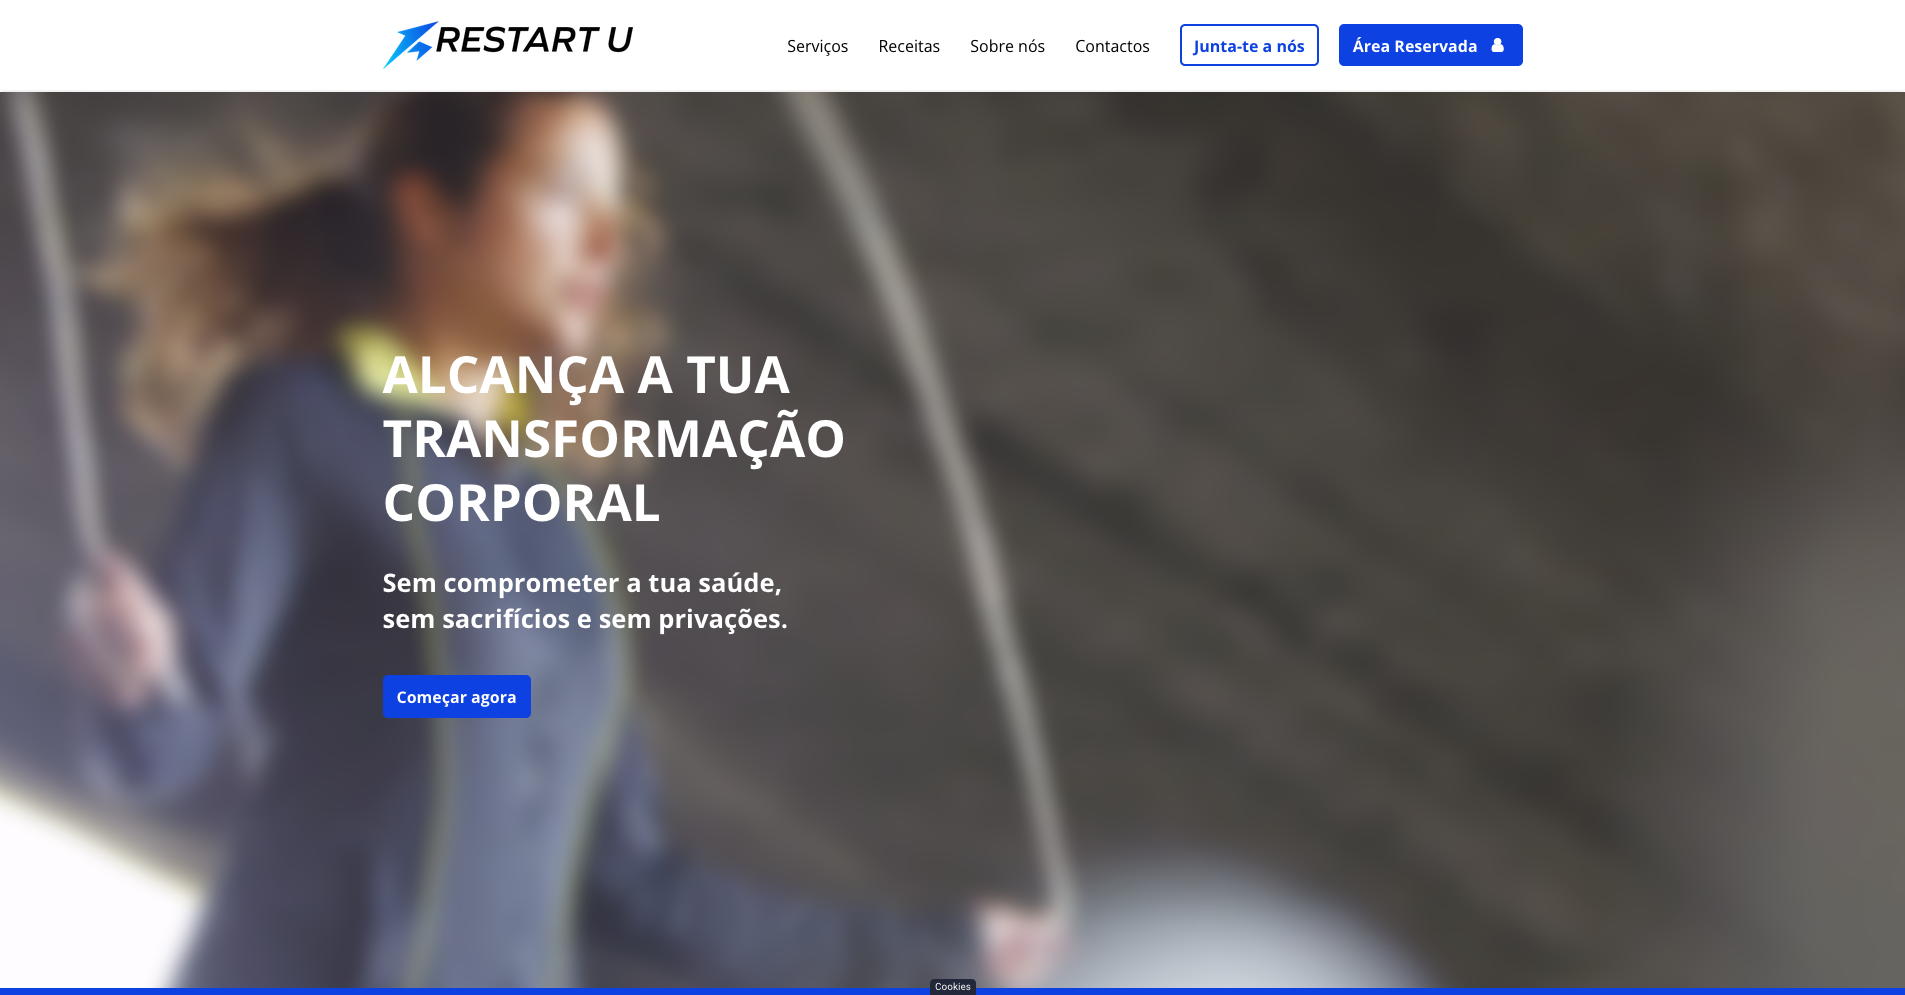 RESTART U
Serviços
Receitas
Sobre nós
Contactos
Junta-te a nós
Área Reservada
ALCANÇA A TUA
TRANSFORMAÇÃO
CORPORAL
Sem comprometer a tua saúde,
sem sacrifícios e sem privações.
Começar agora
Cookies